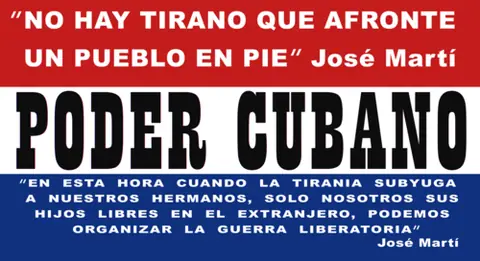 “NO HAY TIRANO QUE AFRONTE
UN PUEBLO EN PIE” José Martí
PODER CUBANO
“EN ESTA HORA CUANDO LA TIRANIA SUBYUGA
A NUESTROS HERMANOS, SOLO NOSOTROS SUS
HIJOS LIBRES EN EL EXTRANJERO, PODEMOS
ORGANIZAR LA GUERRA LIBERATORIA”
José Martí